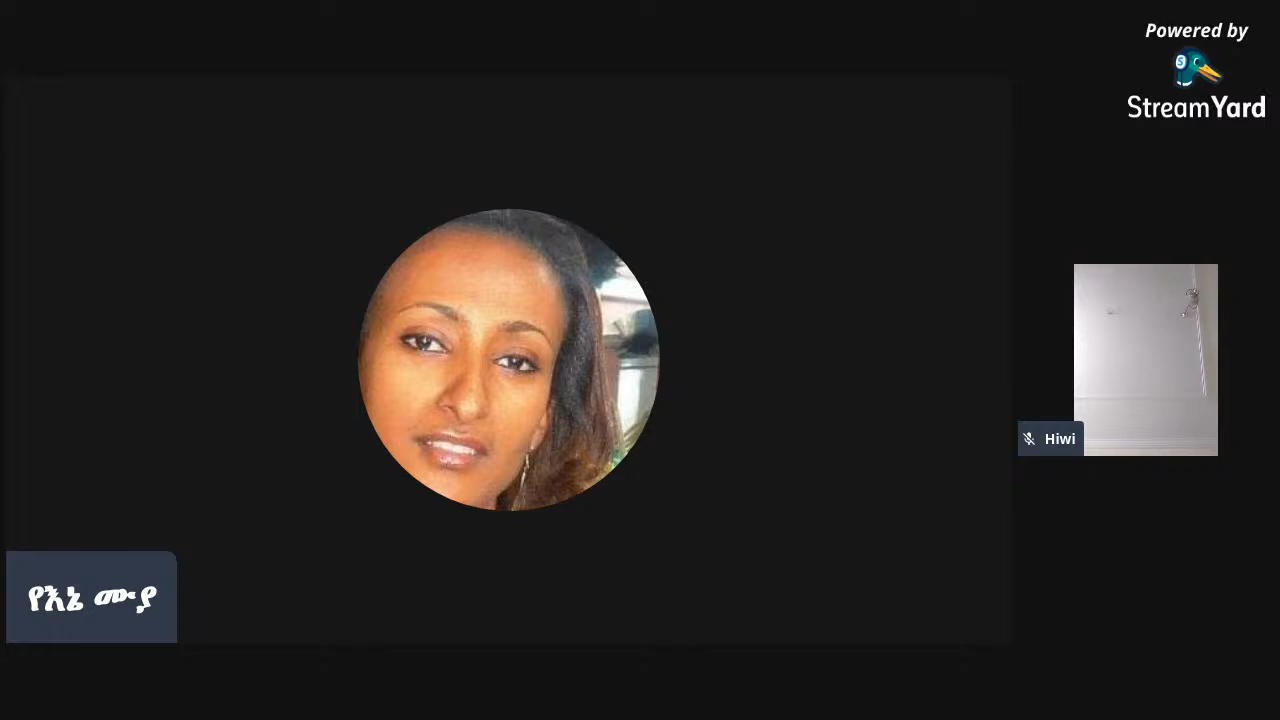 Powered by
StreamYard
Hiwi
የእኔ ሙያ